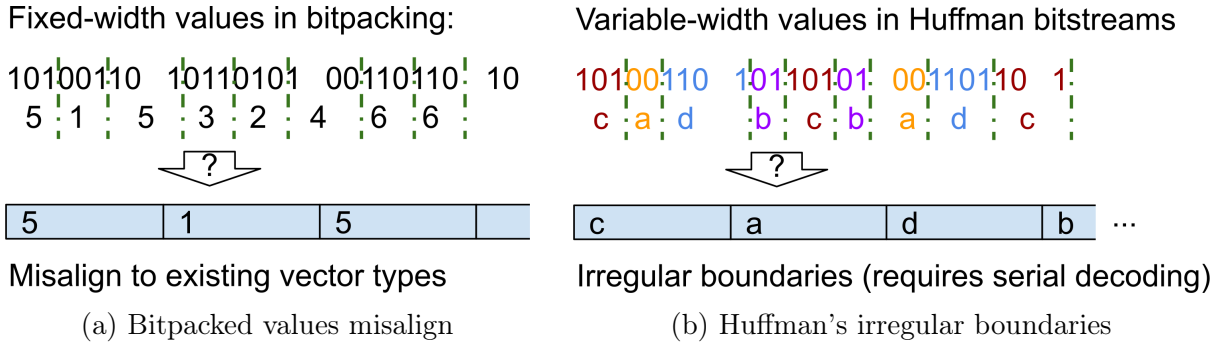 Fixed-width values in bitpacking:
10100110 10110101 00110110 10
5 1 5 3 2 4 6 6
?
5 1 5
Misalign to existing vector types
(a) Bitpacked values misalign
Variable-width values in Huffman bitstreams
10100110 10110101 00110110 1
c a d b c b a d c
?
c a d b ...
Irregular boundaries (requires serial decoding)
(b) Huffman's irregular boundaries